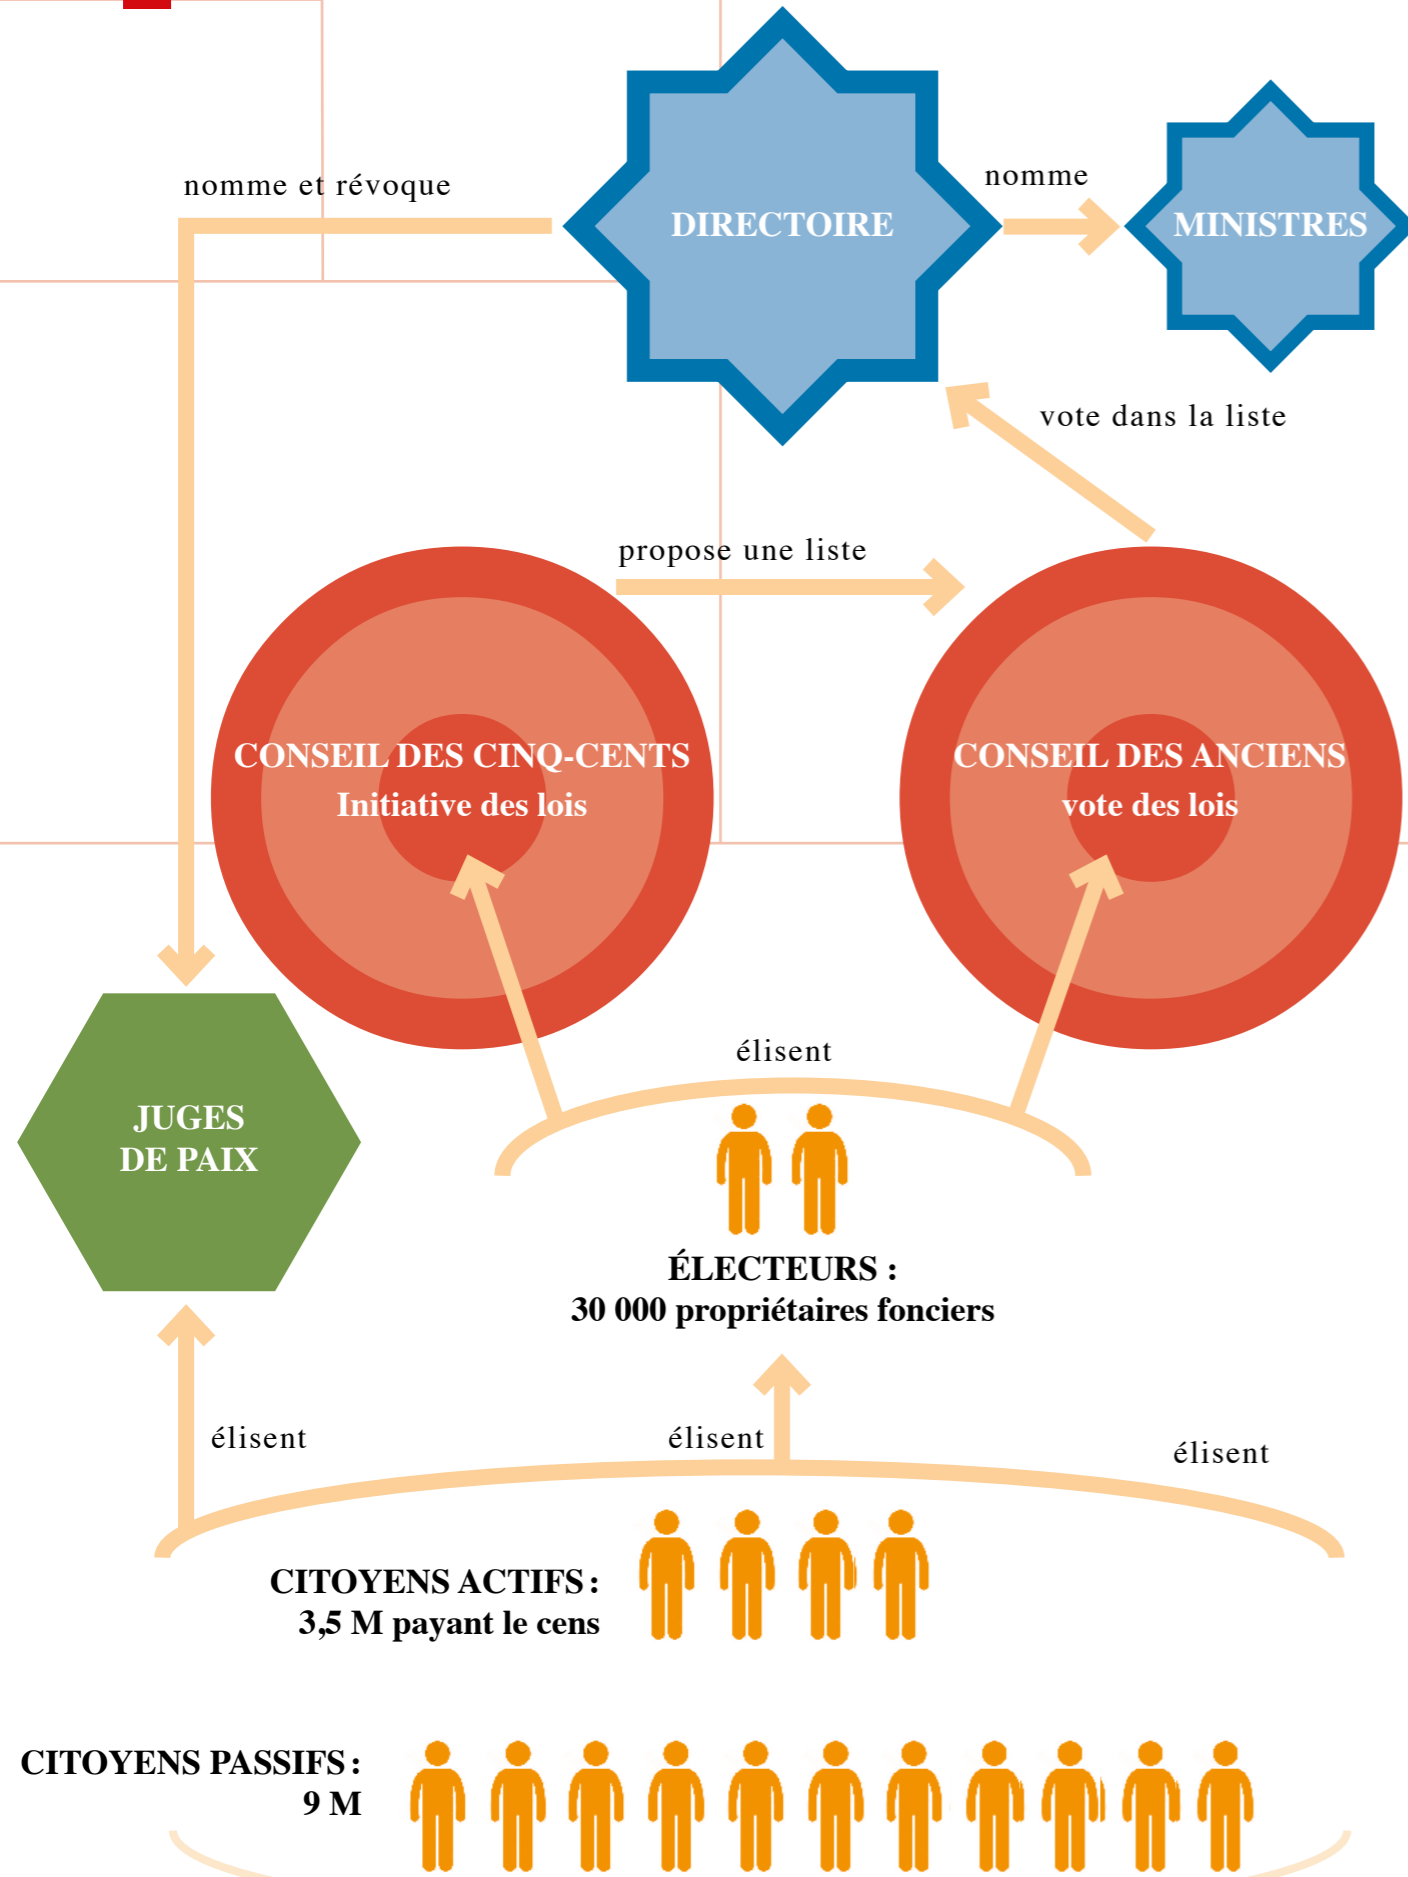 nomme et révoque
nomme
DIRECTOIRE
MINISTRES
vote dans la liste
propose une liste
CONSEIL DES CINQ-CENTS
Initiative des lois
CONSEIL DES ANCIENS
vote des lois
élisent
JUGES
DE PAIX
ÉLECTEURS :
30 000 propriétaires fonciers
élisent
élisent
élisent
CITOYENS ACTIFS :
3,5 M payant le cens
CITOYENS PASSIFS :
9 M